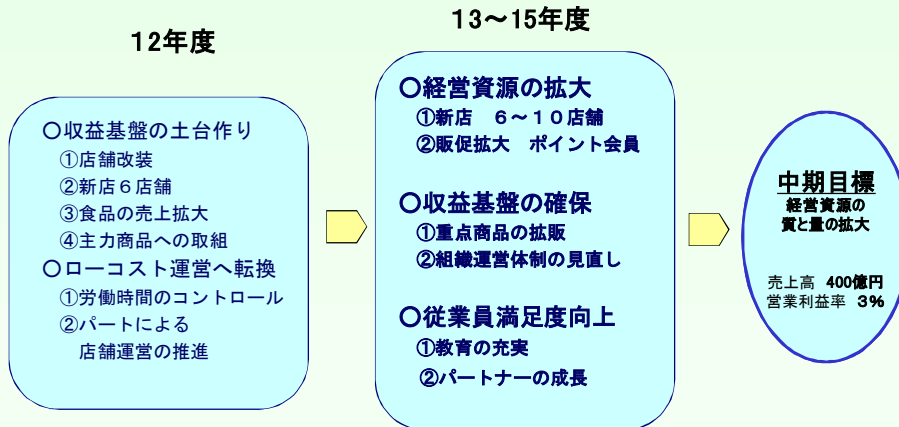 12年度
〇収益基盤の土台作り
①店舗改装
②新店６店舗
③食品の売上拡大
④主力商品への取組
〇ローコスト運営へ転換
①労働時間のコントロール
②パートによる
店舗運営の推進
13～15年度
〇経営資源の拡大
①新店　６～１０店舗
②販促拡大　ポイント会員
〇収益基盤の確保
①重点商品の拡販
②組織運営体制の見直し
〇従業員満足度向上
①教育の充実
②パートナーの成長
中期目標
経営資源の
質と量の拡大
売上高 400億円
営業利益率 3%